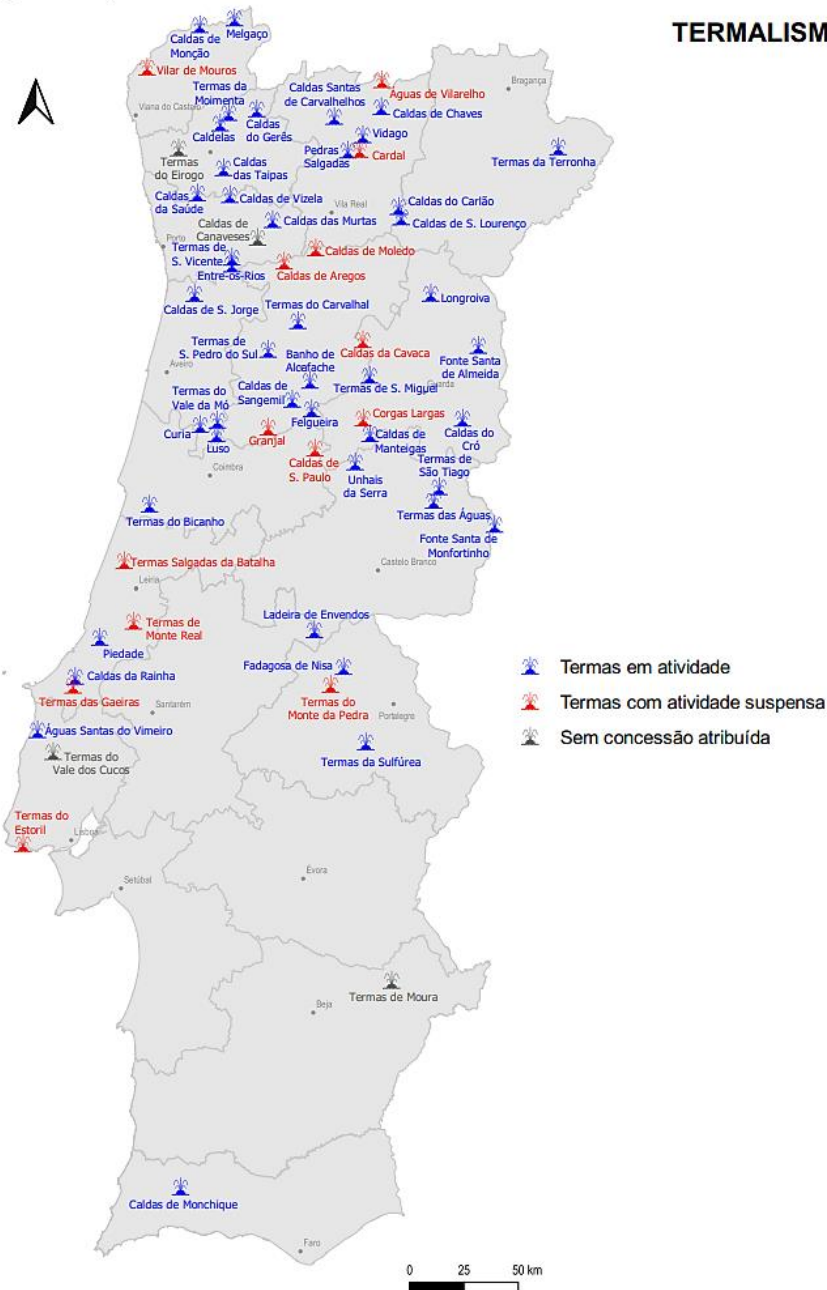 TERMALISM
Melgaço
Caldas de
Monção
Vilar de Mouros
Viana do Castelo
Termas da
Moimenta
Caldas Santas
de Carvalhelhos
Águas de Vilarelho
Bragança
Caldas de Chaves
Caldelas
Caldas
do Gerês
Vidago
Pedras
Salgadas
Cardal
Termas da Terronha
Termas
do Eirogo
Caldas
das Taipas
Caldas
da Saúde
Caldas de Vizela
Vila Real
Caldas do Carlão
Caldas de S. Lourenço
Caldas das Murtas
Caldas de
Canaveses
Porto
Termas de
S. Vicente
Entre-os-Rios
Caldas de Moledo
Caldas de Aregos
Caldas de S. Jorge
Termas do Carvalhal
Longroiva
Termas de
S. Pedro do Sul
Banho de
Alcafache
Caldas da Cavaca
Fonte Santa
de Almeida
Aveiro
Termas de S. Miguel
Guarda
Termas do
Vale da Mó
Caldas de
Sangemil
Felgueira
Corgas Largas
Caldas do
Cró
Curia
Luso
Granjal
Caldas de
Manteigas
Caldas de
S. Paulo
Coimbra
Unhais
da Serra
Termas de
São Tiago
Termas do Bicanho
Termas das Águas
Fonte Santa de
Monfortinho
Termas Salgadas da Batalha
Castelo Branco
Leiria
Termas de
Monte Real
Ladeira de Envendos
Piedade
Fadagosa de Nisa
Caldas da Rainha
Termas das Gaeiras
Termas do
Monte da Pedra
Santarém
Portalegre
Águas Santas do Vimeiro
Termas do
Vale dos Cucos
Termas da Sulfúrea
Termas do
Estoril
Lisboa
Setúbal
Évora
Termas de Moura
Beja
Caldas de Monchique
Faro
Termas em atividade
Termas com atividade suspensa
Sem concessão atribuída
0 25 50 km